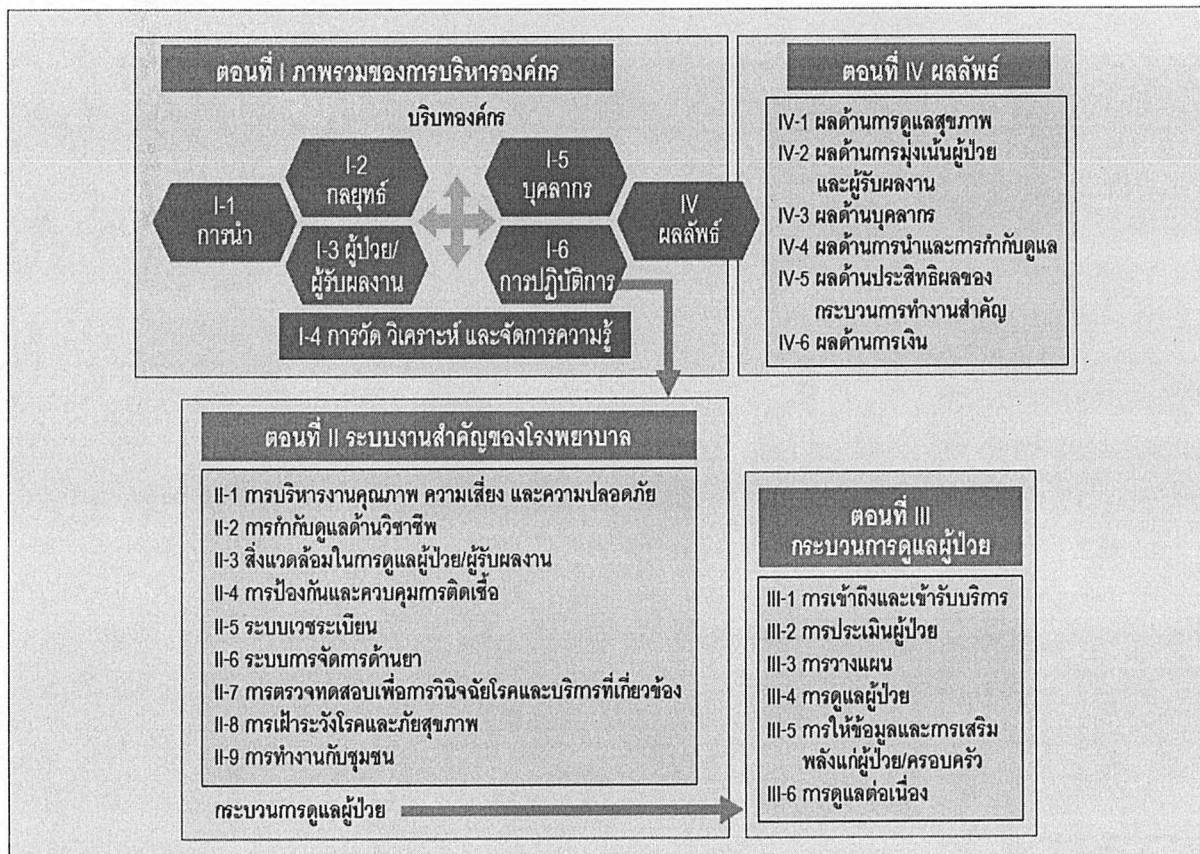 ตอนที่ I ภาพรวมของการบริหารองค์กร
บริบทองค์กร
I-1
การนำ
I-2
กลยุทธ์
I-3 ผู้ป่วย/
ผู้รับผลงาน
I-5
บุคลากร
I-6
การปฏิบัติการ
IV
ผลลัพธ์
I-4 การวัด วิเคราะห์ และจัดการความรู้
ตอนที่ IV ผลลัพธ์
IV-1 ผลด้านการดูแลสุขภาพ
IV-2 ผลด้านการมุ่งเน้นผู้ป่วย
และผู้รับผลงาน
IV-3 ผลด้านบุคลากร
IV-4 ผลด้านการนำและการกำกับดูแล
IV-5 ผลด้านประสิทธิผลของ
กระบวนการทำงานสำคัญ
IV-6 ผลด้านการเงิน
ตอนที่ II ระบบงานสำคัญของโรงพยาบาล
II-1 การบริหารงานคุณภาพ ความเสี่ยง และความปลอดภัย
II-2 การกำกับดูแลด้านวิชาชีพ
II-3 สิ่งแวดล้อมในการดูแลผู้ป่วย/ผู้รับผลงาน
II-4 การป้องกันและควบคุมการติดเชื้อ
II-5 ระบบเวชระเบียน
II-6 ระบบการจัดการด้านยา
II-7 การตรวจทดสอบเพื่อการวินิจฉัยโรคและบริการที่เกี่ยวข้อง
II-8 การเฝ้าระวังโรคและภัยสุขภาพ
II-9 การทำงานกับชุมชน
กระบวนการดูแลผู้ป่วย
ตอนที่ III
กระบวนการดูแลผู้ป่วย
III-1 การเข้าถึงและเข้ารับบริการ
III-2 การประเมินผู้ป่วย
III-3 การวางแผน
III-4 การดูแลผู้ป่วย
III-5 การให้ข้อมูลและการเสริม
พลังแก่ผู้ป่วย/ครอบครัว
III-6 การดูแลต่อเนื่อง